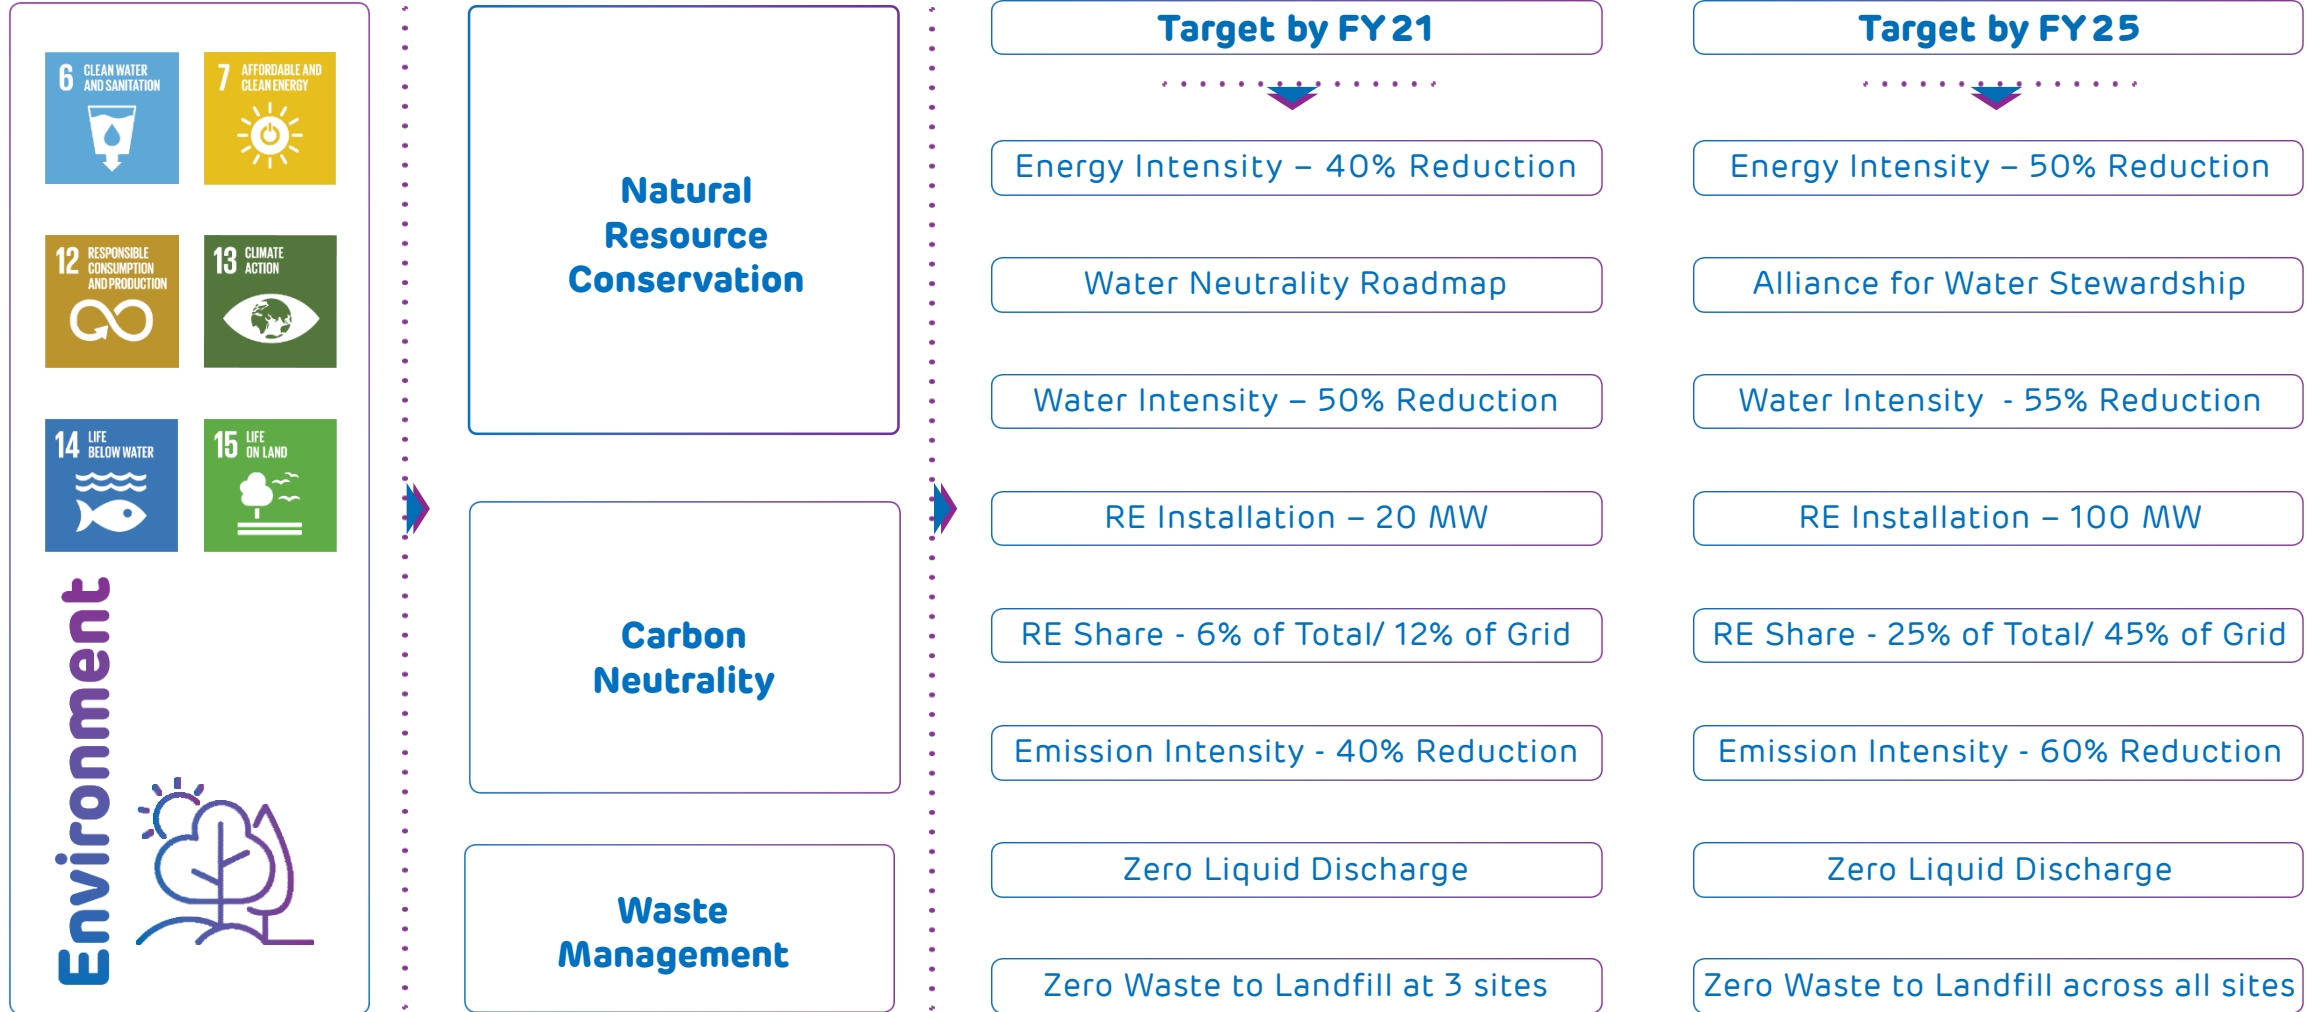 6 CLEAN WATER
AND SANITATION
7 AFFORDABLE AND
CLEAN ENERGY
12 RESPONSIBLE
CONSUMPTION
AND PRODUCTION
13 CLIMATE
ACTION
14 LIFE
BELOW WATER
15 LIFE
ON LAND
Environment
Natural
Resource
Conservation
Carbon
Neutrality
Waste
Management
Target by FY21
Energy Intensity – 40% Reduction
Water Neutrality Roadmap
Water Intensity – 50% Reduction
RE Installation – 20 MW
RE Share - 6% of Total/ 12% of Grid
Emission Intensity - 40% Reduction
Zero Liquid Discharge
Zero Waste to Landfill at 3 sites
Target by FY25
Energy Intensity – 50% Reduction
Alliance for Water Stewardship
Water Intensity - 55% Reduction
RE Installation – 100 MW
RE Share - 25% of Total/ 45% of Grid
Emission Intensity - 60% Reduction
Zero Liquid Discharge
Zero Waste to Landfill across all sites